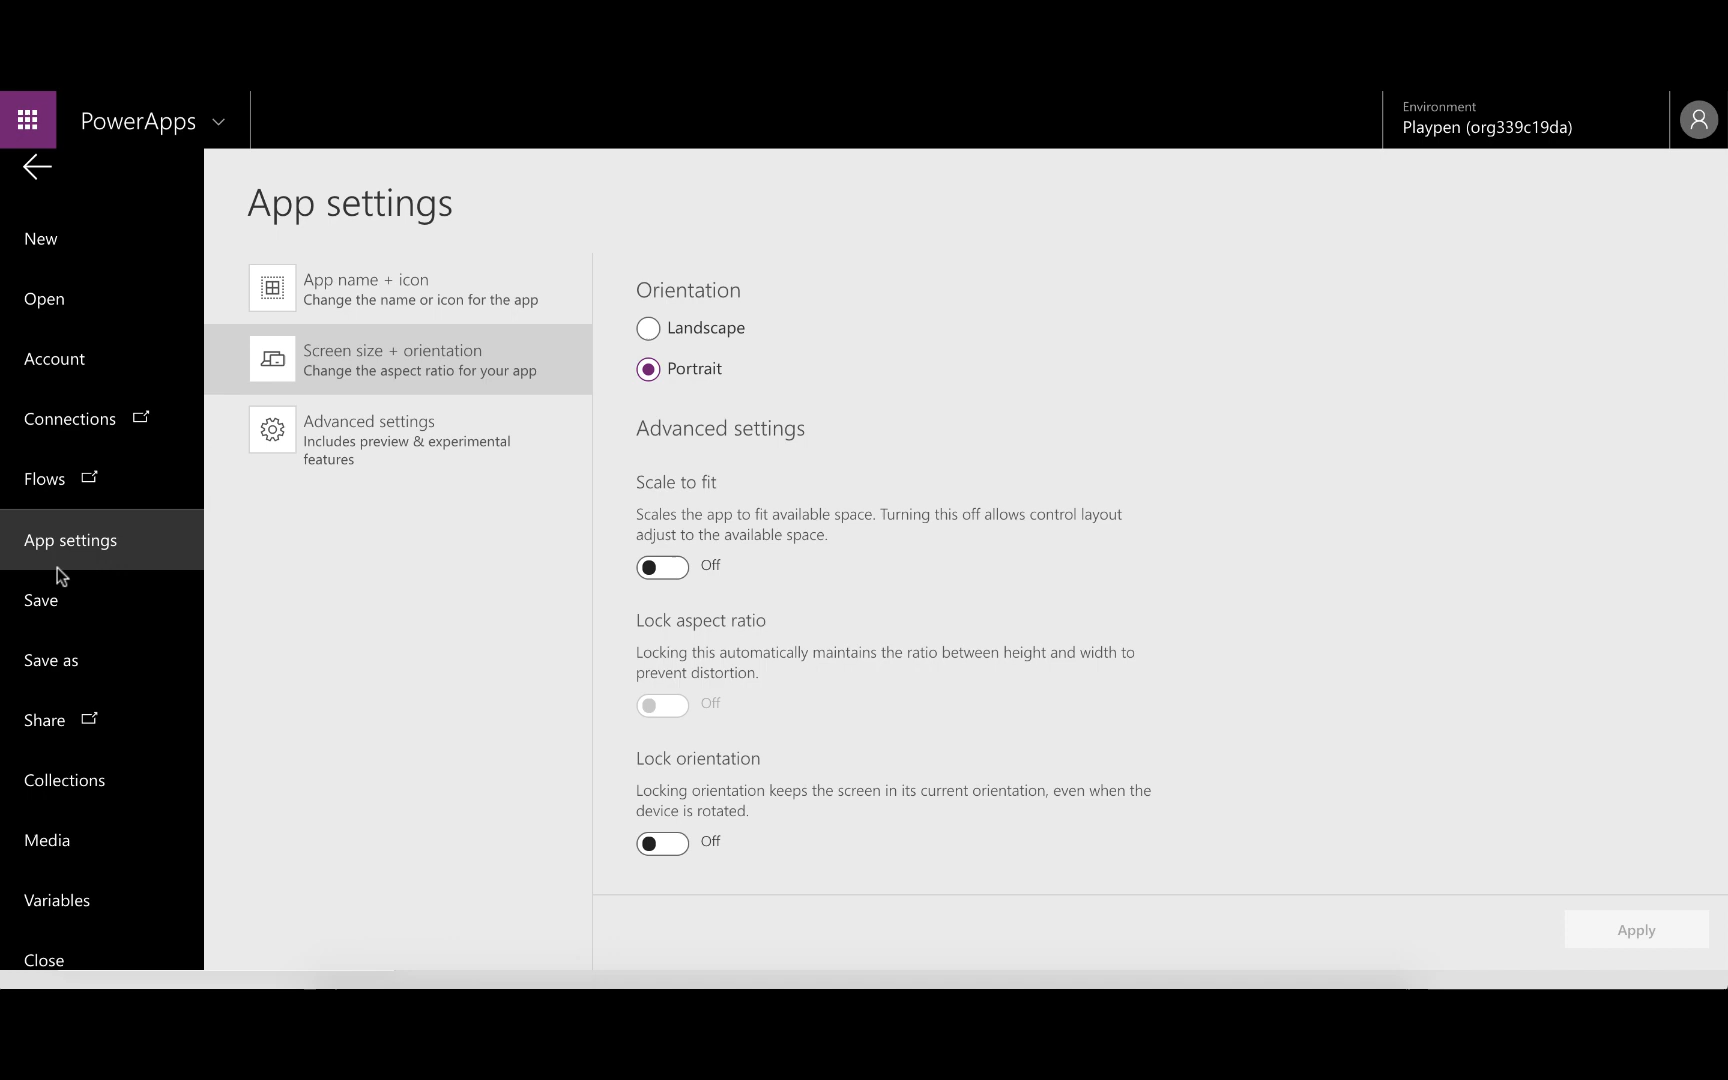 PowerApps
Environment
Playpen (org339c19da)
New
Open
Account
Connections
Flows
App settings
Save
Save as
Share
Collections
Media
Variables
Close
App settings
App name + icon
Change the name or icon for the app
Screen size + orientation
Change the aspect ratio for your app
Advanced settings
Includes preview & experimental
features
Orientation
Landscape
Portrait
Advanced settings
Scale to fit
Scales the app to fit available space. Turning this off allows control layout
adjust to the available space.
Off
Lock aspect ratio
Locking this automatically maintains the ratio between height and width to
prevent distortion.
Off
Lock orientation
Locking orientation keeps the screen in its current orientation, even when the
device is rotated.
Off
Apply